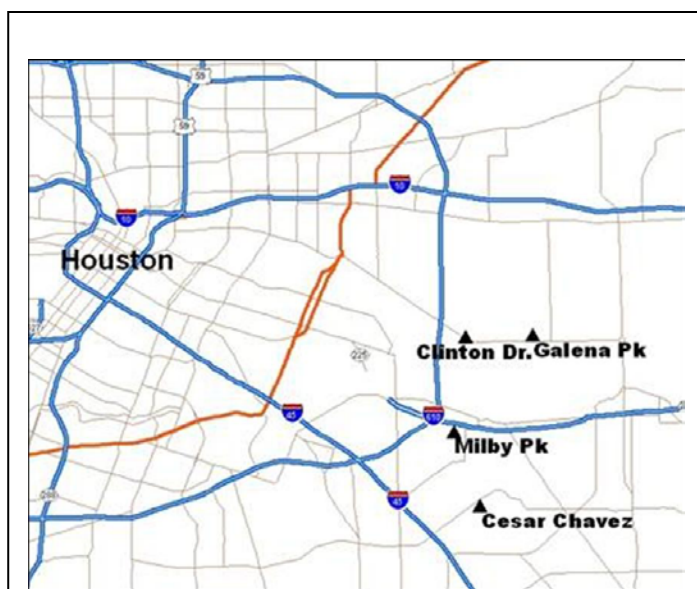 59
59
10
10
Houston
225
Clinton Dr.
Galena Pk
45
610
Milby Pk
45
Cesar Chavez